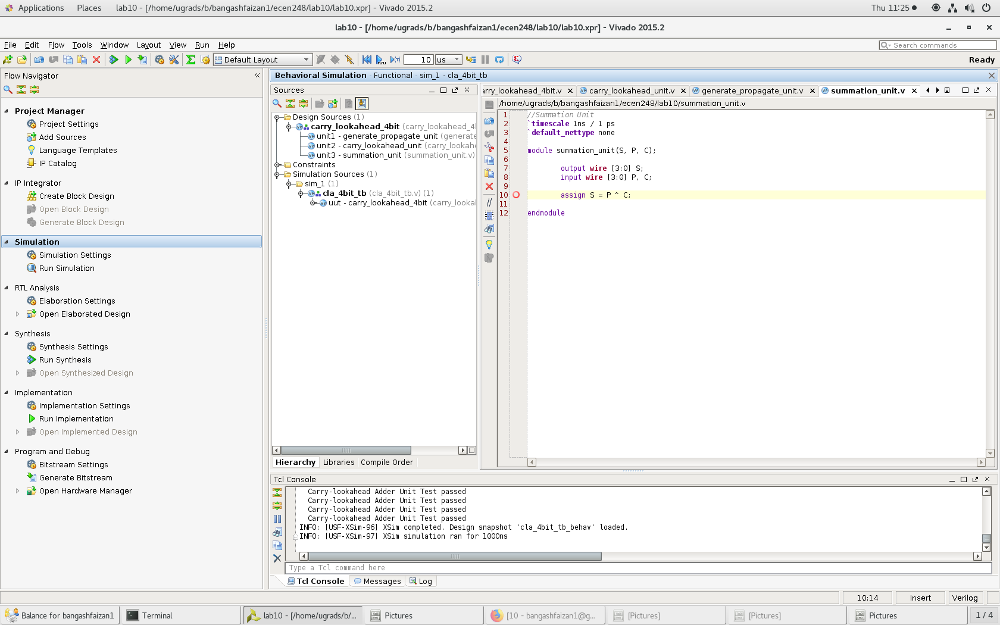 Applications Places lab10 - [/home/ugrads/b/bangashfaizan1/ecen248/lab10/lab10.xpr] - Vivado 2015.2 Thu 11:25
lab10 - [/home/ugrads/b/bangashfaizan1/ecen248/lab10/lab10.xpr] - Vivado 2015.2
File Edit Flow Tools Window Layout View Run Help Search commands
Default Layout 10 us Ready
Flow Navigator
Project Manager
Project Settings
Add Sources
Language Templates
IP Catalog
IP Integrator
Create Block Design
Open Block Design
Generate Block Design
Simulation
Simulation Settings
Run Simulation
RTL Analysis
Elaboration Settings
Open Elaborated Design
Synthesis
Synthesis Settings
Run Synthesis
Open Synthesized Design
Implementation
Implementation Settings
Run Implementation
Open Implemented Design
Program and Debug
Bitstream Settings
Generate Bitstream
Open Hardware Manager
Behavioral Simulation - Functional - sim_1 - cla_4bit_tb
Sources
Design Sources (1)
carry_lookahead_4bit (carry_lookahead_4l
unit1 - generate_propagate_unit (generate
unit2 - carry_lookahead_unit (carry_lookahe
unit3 - summation_unit (summation_unit.v)
Constraints
Simulation Sources (1)
sim_1 (1)
cla_4bit_tb (cla_4bit_tb.v) (1)
uut - carry_lookahead_4bit (carry_lookal
Hierarchy Libraries Compile Order
arry_lookahead_4bit.v carry_lookahead_unit.v generate_propagate_unit.v summation_unit.v
/home/ugrads/b/bangashfaizan1/ecen248/lab10/summation_unit.v
1 //Summation Unit
2 `timescale 1ns / 1 ps
3 `default_nettype none
4
5 module summation_unit(S, P, C);
6
7 output wire [3:0] S;
8 input wire [3:0] P, C;
9
10 assign S = P ^ C;
11
12 endmodule
Tcl Console
Carry-lookahead Adder Unit Test passed
Carry-lookahead Adder Unit Test passed
Carry-lookahead Adder Unit Test passed
Carry-lookahead Adder Unit Test passed
INFO: [USF-XSim-96] XSim completed. Design snapshot 'cla_4bit_tb_behav' loaded.
INFO: [USF-XSim-97] XSim simulation ran for 1000ns
Type a Tcl command here
Tcl Console Messages Log
10:14 Insert Verilog
Balance for bangashfaizan1 Terminal lab10 - [/home/ugrads/b/... Pictures [10 - bangashfaizan1@g... [Pictures] [Pictures] Pictures 1 / 4